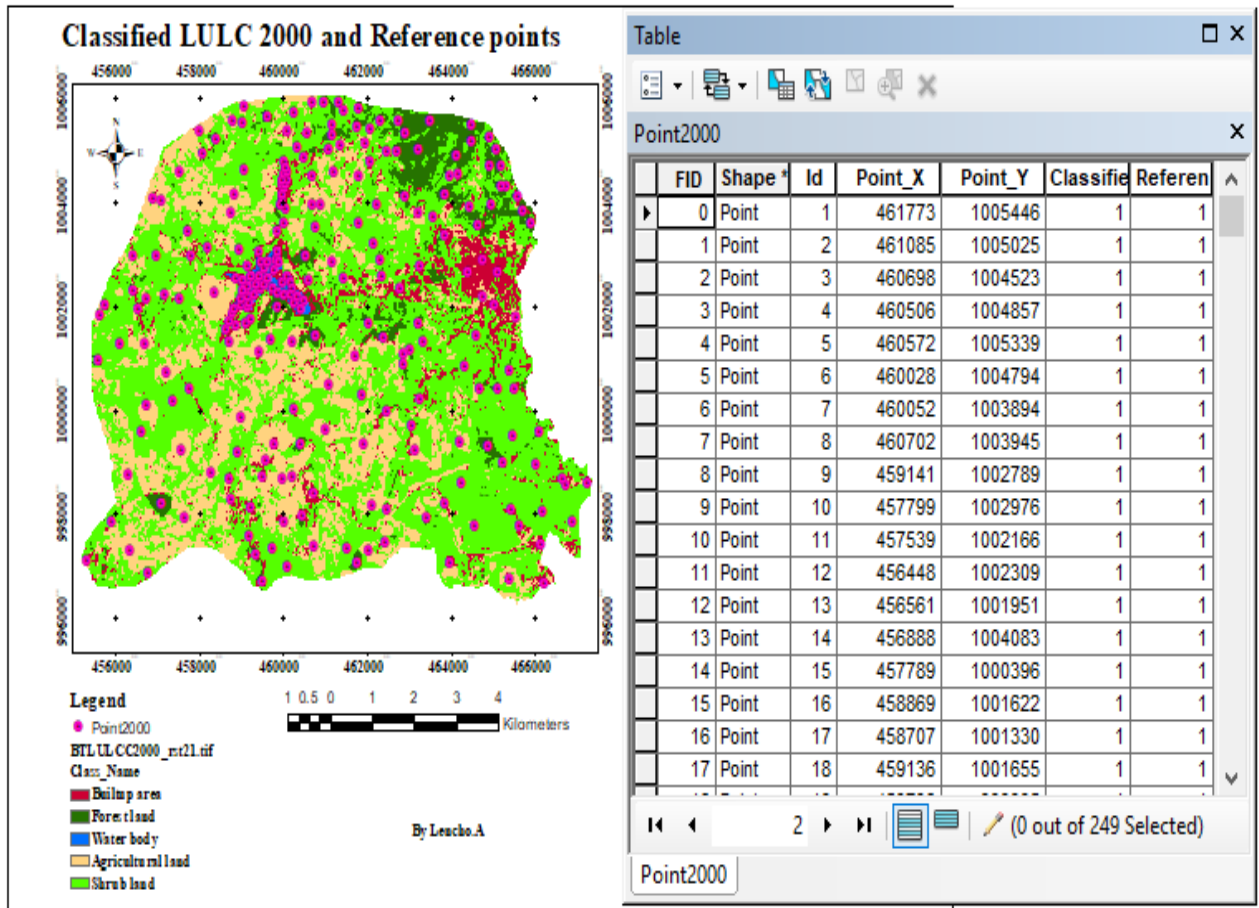 Classified LULC 2000 and Reference points
456000 458000 460000 462000 464000 466000
1006000 1004000 1002000 1000000 998000 996000
N
W E
S
1006000 1004000 1002000 1000000 998000 996000
456000 458000 460000 462000 464000 466000
Legend
Point2000
BTLULCC2000_rst21.tif
Class_Name
Builtup area
Forest land
Water body
Agricultural land
Shrub land
1 0.5 0 1 2 3 4
Kilometers
By Lencho.A
Table
Point2000
FID Shape * Id Point_X Point_Y Classifie Referen
0 Point 1 461773 1005446 1 1
1 Point 2 461085 1005025 1 1
2 Point 3 460698 1004523 1 1
3 Point 4 460506 1004857 1 1
4 Point 5 460572 1005339 1 1
5 Point 6 460028 1004794 1 1
6 Point 7 460052 1003894 1 1
7 Point 8 460702 1003945 1 1
8 Point 9 459141 1002789 1 1
9 Point 10 457799 1002976 1 1
10 Point 11 457539 1002166 1 1
11 Point 12 456448 1002309 1 1
12 Point 13 456561 1001951 1 1
13 Point 14 456888 1004083 1 1
14 Point 15 457789 1000396 1 1
15 Point 16 458869 1001622 1 1
16 Point 17 458707 1001330 1 1
17 Point 18 459136 1001655 1 1
2 (0 out of 249 Selected)
Point2000